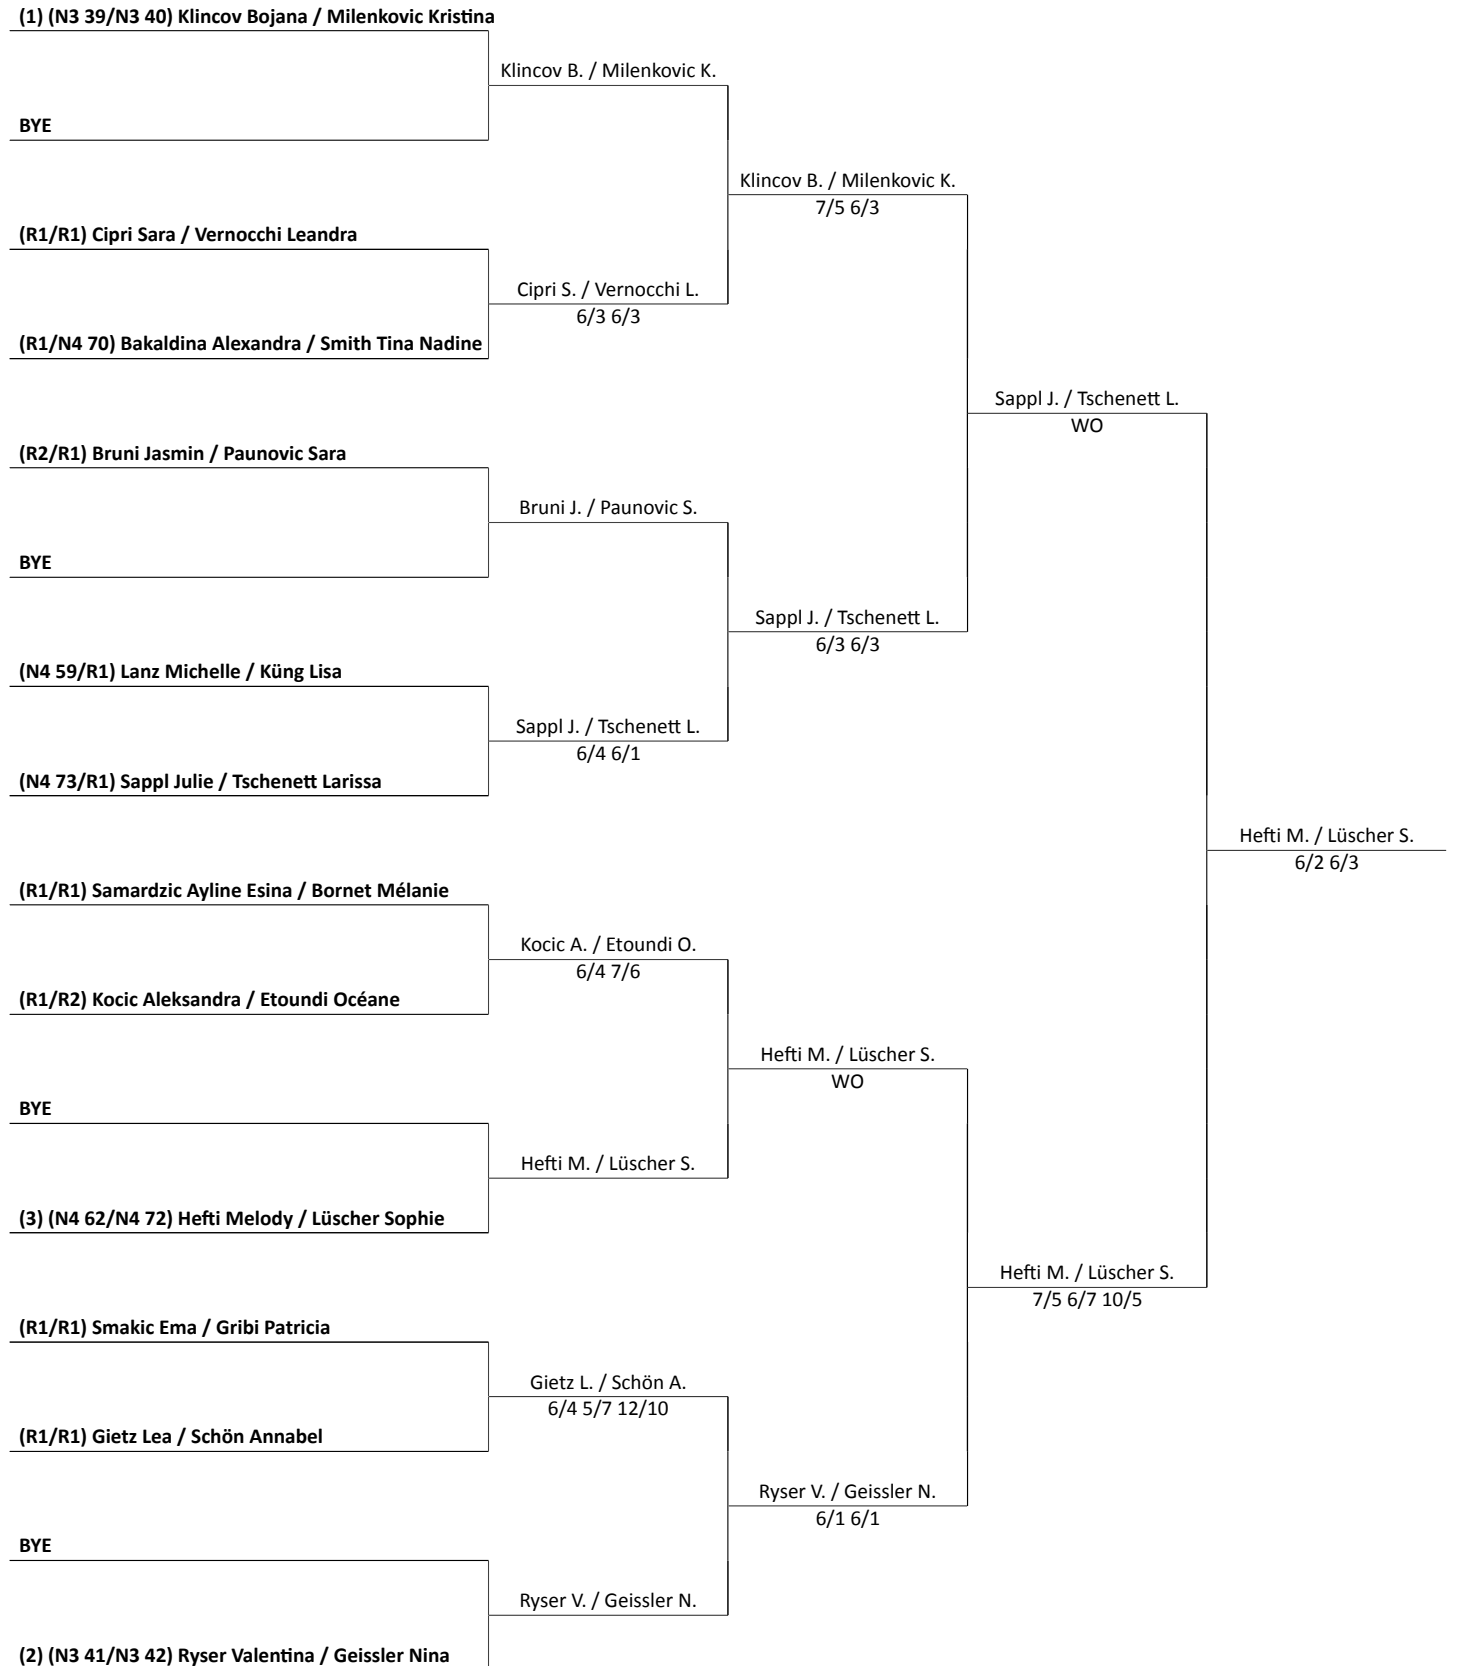 (1) (N3 39/N3 40) Klincov Bojana / Milenkovic Kristina
Klincov B. / Milenkovic K.
BYE
Klincov B. / Milenkovic K.
7/5 6/3
(R1/R1) Cipri Sara / Vernocchi Leandra
Cipri S. / Vernocchi L.
6/3 6/3
(R1/N4 70) Bakaldina Alexandra / Smith Tina Nadine
Sappl J. / Tschenett L.
WO
(R2/R1) Bruni Jasmin / Paunovic Sara
Bruni J. / Paunovic S.
BYE
Sappl J. / Tschenett L.
6/3 6/3
(N4 59/R1) Lanz Michelle / Küng Lisa
Sappl J. / Tschenett L.
6/4 6/1
(N4 73/R1) Sappl Julie / Tschenett Larissa
Hefti M. / Lüscher S.
6/2 6/3
(R1/R1) Samardzic Ayline Esina / Bornet Mélanie
Kocic A. / Etoundi O.
6/4 7/6
(R1/R2) Kocic Aleksandra / Etoundi Océane
Hefti M. / Lüscher S.
WO
BYE
Hefti M. / Lüscher S.
(3) (N4 62/N4 72) Hefti Melody / Lüscher Sophie
Hefti M. / Lüscher S.
7/5 6/7 10/5
(R1/R1) Smakic Ema / Gribi Patricia
Gietz L. / Schön A.
6/4 5/7 12/10
(R1/R1) Gietz Lea / Schön Annabel
Ryser V. / Geissler N.
6/1 6/1
BYE
Ryser V. / Geissler N.
(2) (N3 41/N3 42) Ryser Valentina / Geissler Nina